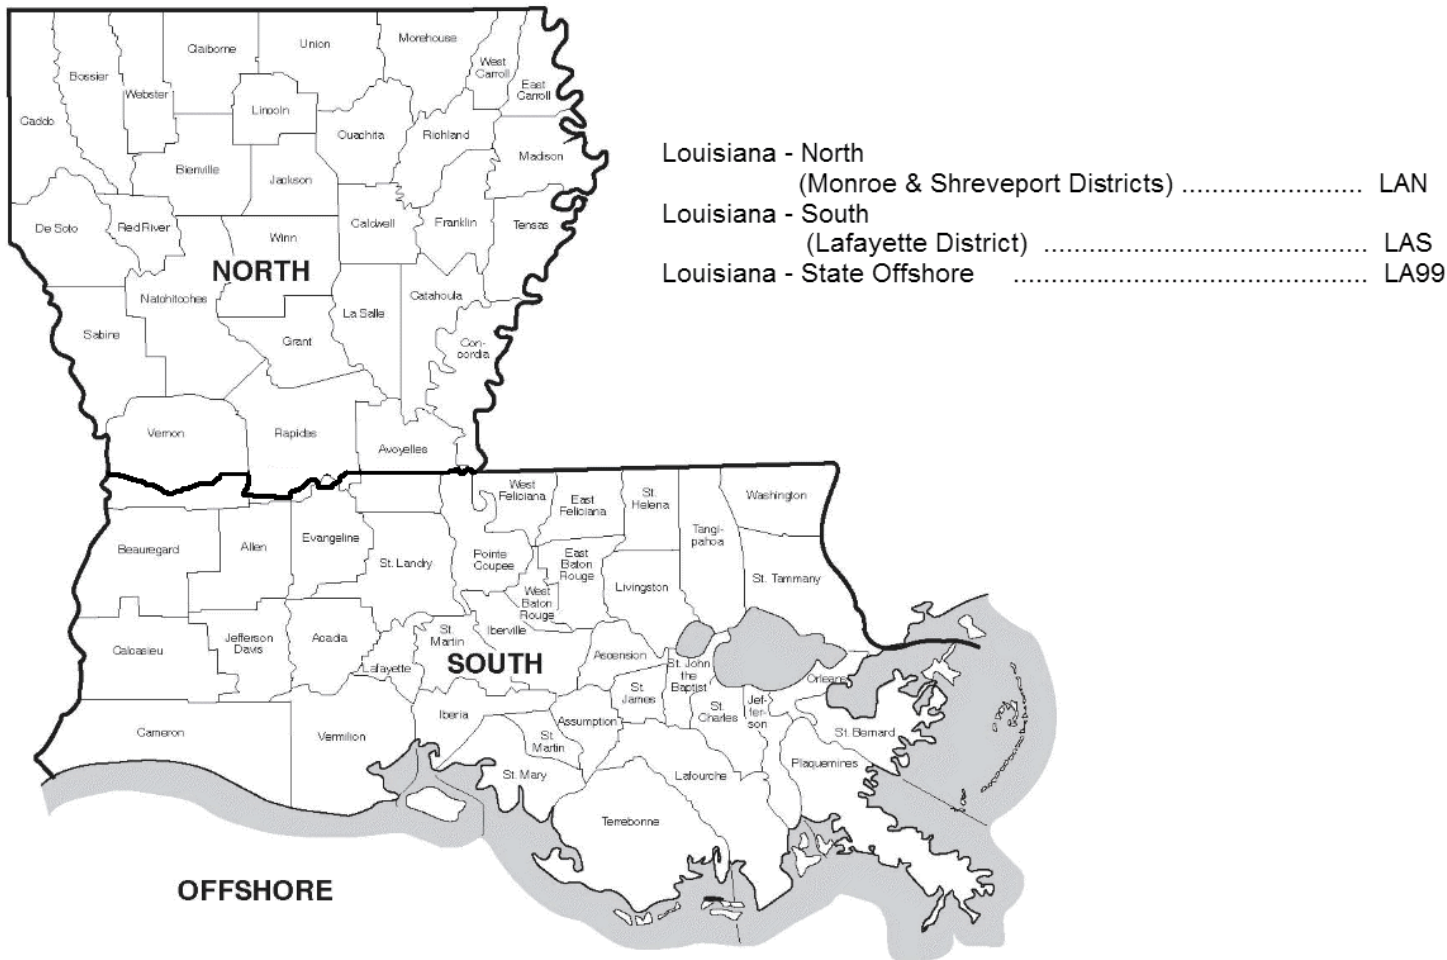 Claiborne
Union
Morehouse
West
Carroll
Bossier
Webster
East
Carroll
Caddo
Lincoln
Ouachita
Richland
Madison
Bienville
Jackson
De Soto
Red River
Winn
Caldwell
Franklin
Tensas
NORTH
Natchitoches
Catahoula
La Salle
Sabine
Grant
Con-
cordia
Vernon
Rapides
Avoyelles
Louisiana - North
(Monroe & Shreveport Districts) ........................ LAN
Louisiana - South
(Lafayette District) ........................................... LAS
Louisiana - State Offshore ............................................... LA99
West
Feliciana
East
Feliciana
St.
Helena
Washington
Tangi-
pahoa
Beauregard
Allen
Evangeline
St. Landry
Pointe
Coupee
East
Baton
Rouge
West
Baton
Rouge
Livingston
St. Tammany
Calcasieu
Jefferson
Davis
Acadia
Lafayette
St.
Martin
Iberville
SOUTH
Ascension
St. John
the
Baptist
Orleans
St.
James
St.
Charles
Jef-
fer-
son
Cameron
Vermilion
Iberia
Assumption
St.
Martin
St. Bernard
St. Mary
Lafourche
Plaquemines
Terrebonne
OFFSHORE